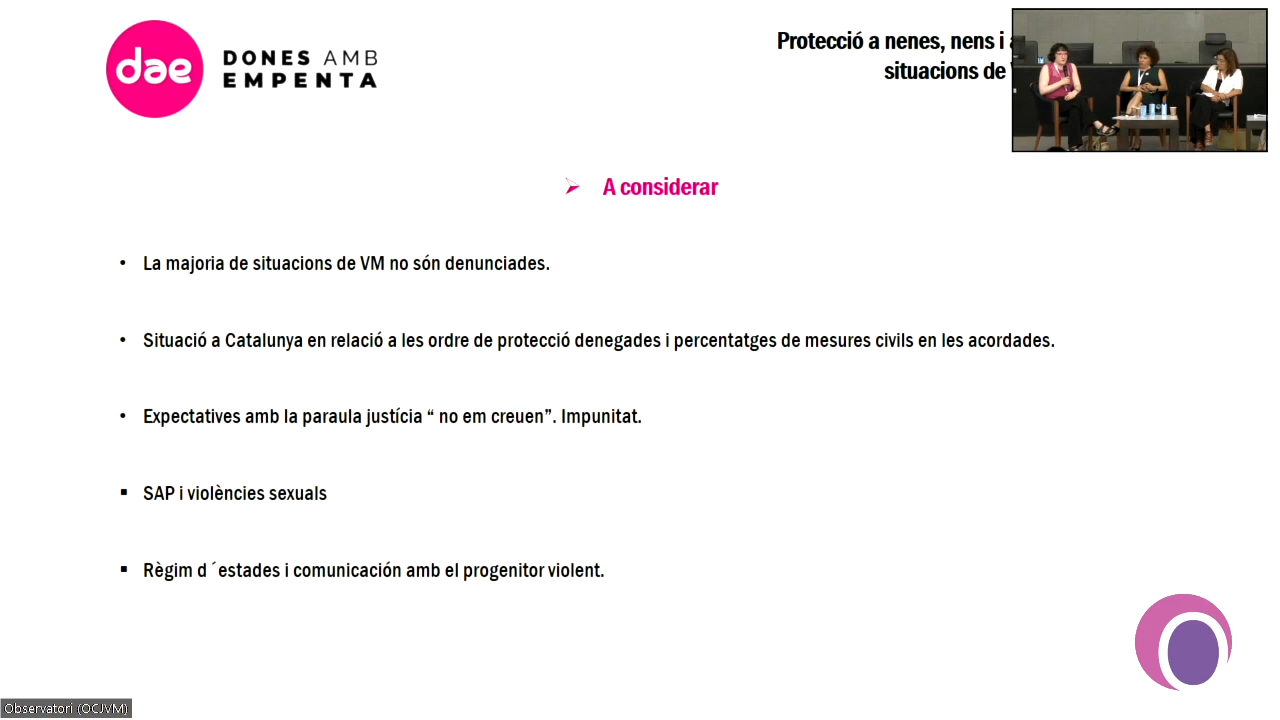 dae
DONES AMB
EMPENTA
Protecció a nenes, nens i
situacions de
A considerar
• La majoria de situacions de VM no són denunciades.
• Situació a Catalunya en relació a les ordre de protecció denegades i percentatges de mesures civils en les acordades.
• Expectatives amb la paraula justícia “ no em creuen”. Impunitat.
▪ SAP i violències sexuals
▪ Règim d ´estades i comunicación amb el progenitor violent.
Observatori (OCJVM)